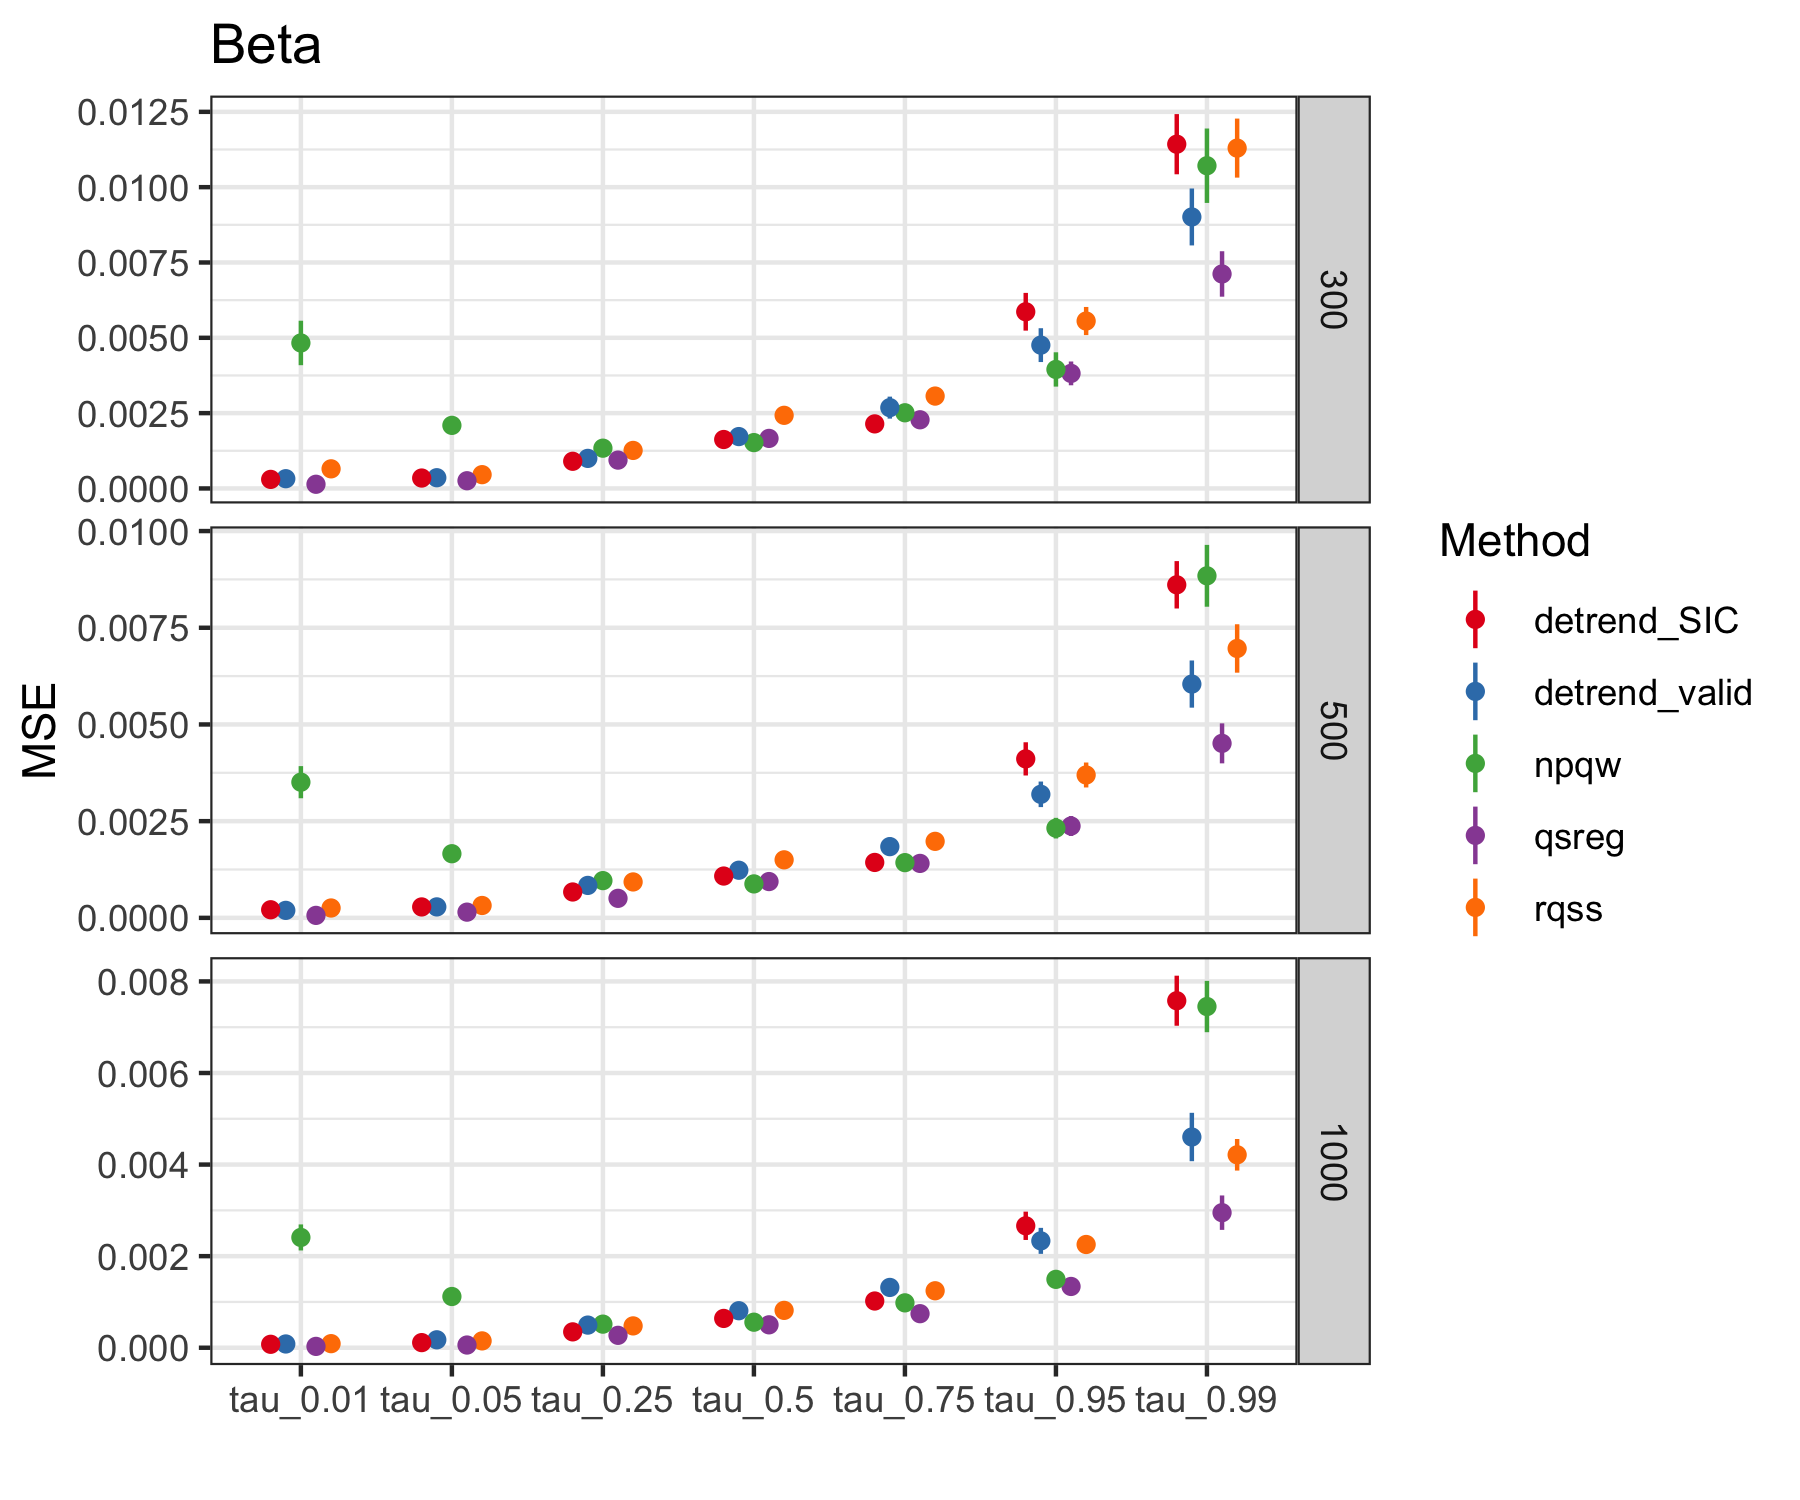 Beta
0.0125
0.0100
0.0075
0.0050
0.0025
0.0000
300
0.0100
0.0075
0.0050
0.0025
0.0000
500
0.008
0.006
0.004
0.002
0.000
1000
MSE
tau_0.01 tau_0.05 tau_0.25 tau_0.5 tau_0.75 tau_0.95 tau_0.99
Method
detrend_SIC
detrend_valid
npqw
qsreg
rqss